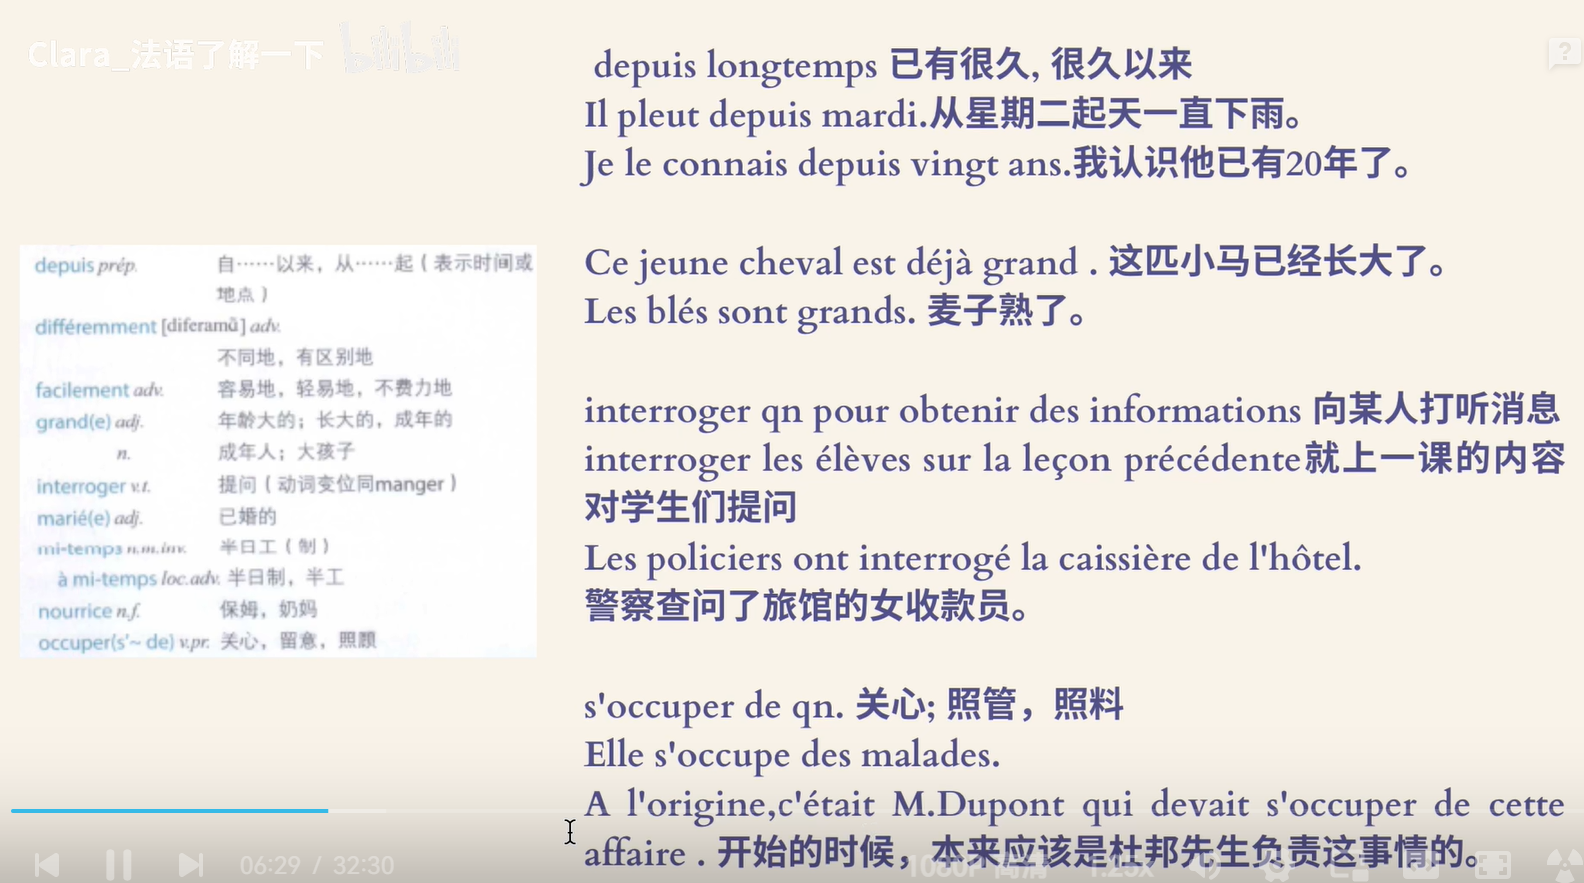 Clara_法语了解一下 bilibili
depuis longtemps 已有很久, 很久以来
Il pleut depuis mardi.从星期二起天一直下雨。
Je le connais depuis vingt ans.我认识他已有20年了。
Ce jeune cheval est déjà grand . 这匹小马已经长大了。
Les blés sont grands. 麦子熟了。
interroger qn pour obtenir des informations 向某人打听消息
interroger les élèves sur la leçon précédente就上一课的内容
对学生们提问
Les policiers ont interrogé la caissière de l'hôtel.
警察查问了旅馆的女收款员。
s'occuper de qn. 关心; 照管，照料
Elle s'occupe des malades.
A l'origine,c'était M.Dupont qui devait s'occuper de cette
affaire . 开始的时候，本来应该是杜邦先生负责这事情的。
depuis prép. 自……以来，从……起（表示时间或
地点）
différemment [diferamɑ̃] adv.
不同地，有区别地
facilement adv. 容易地，轻易地，不费力地
grand(e) adj. 年龄大的；长大的，成年的
n. 成年人；大孩子
interroger v.t. 提问（动词变位同manger）
marié(e) adj. 已婚的
mi-temps n.m.inv. 半日工（制）
à mi-temps loc.adv. 半日制，半工
nourrice n.f. 保姆，奶妈
occuper(s'~ de) v.pr. 关心，留意，照顾
06:29 / 32:30
1080P 高清 1.25x